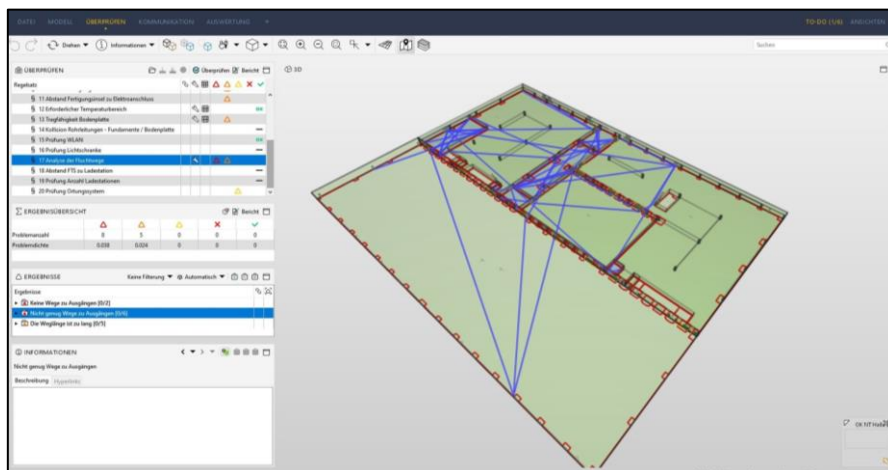 DATEI MODELL ÜBERPRÜFEN KOMMUNIKATION AUSWERTUNG + TO-DO (1/6) ANSICHTEN
Drehen Informationen Suchen
ÜBERPRÜFEN Überprüfen Bericht
3D
Regelsats
§ 11 Abstand Fertigungsinsel zu Elektroanschluss
§ 12 Erforderlicher Temperaturbereich
§ 13 Tragfähigkeit Bodenplatte
§ 14 Kollision Rohrleitungen - Fundamente / Bodenplatte
§ 15 Prüfung WLAN
§ 16 Prüfung Lichtschranke
§ 17 Analyse der Fluchtwege
§ 18 Abstand FTS zu Ladestation
§ 19 Prüfung Anzahl Ladestationen
§ 20 Prüfung Ortungssystem
ERGEBNISÜBERSICHT Bericht
Problemanzahl 8 5 0 0 0
Problemdichte 0.038 0.024 0 0 0
ERGEBNISSE Keine Filterung Automatisch
Ergebnisse
Keine Wege zu Ausgängen [0/2]
Nicht genug Wege zu Ausgängen [0/6]
Die Weglänge ist zu lang [0/5]
INFORMATIONEN
Nicht genug Wege zu Ausgängen
Beschreibung Hyperlinks